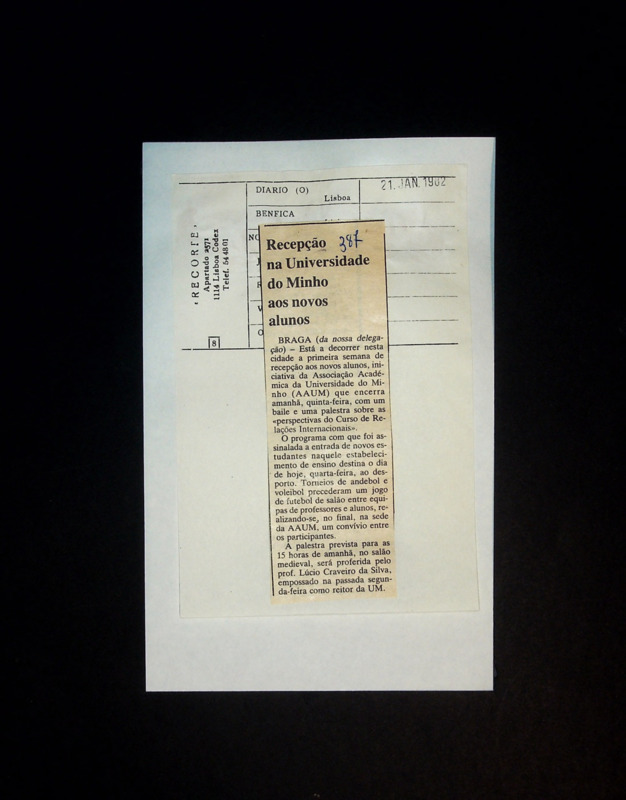 "RECORTE"
Apartado 2571
1114 Lisboa Codex
Telef. 54 48 01
8
DIARIO (O)
Lisboa
21. JAN. 1982
BENFICA
NO
R
V
O
Recepção 387
na Universidade
do Minho
aos novos
alunos
BRAGA (da nossa delega-
ção) – Está a decorrer nesta
cidade a primeira semana de
recepção aos novos alunos, ini-
ciativa da Associação Acadé-
mica da Universidade do Mi-
nho (AAUM) que encerra
amanhã, quinta-feira, com um
baile e uma palestra sobre as
«perspectivas do Curso de Re-
lações Internacionais».
O programa com que foi as-
sinalada a entrada de novos es-
tudantes naquele estabeleci-
mento de ensino destina o dia
de hoje, quarta-feira, ao des-
porto. Torneios de andebol e
voleibol precederam um jogo
de futebol de salão entre equi-
pas de professores e alunos, re-
alizando-se, no final, na sede
da AAUM, um convívio entre
os participantes.
A palestra prevista para as
15 horas de amanhã, no salão
medieval, será proferida pelo
prof. Lúcio Craveiro da Silva,
empossado na passada segun-
da-feira como reitor da UM.